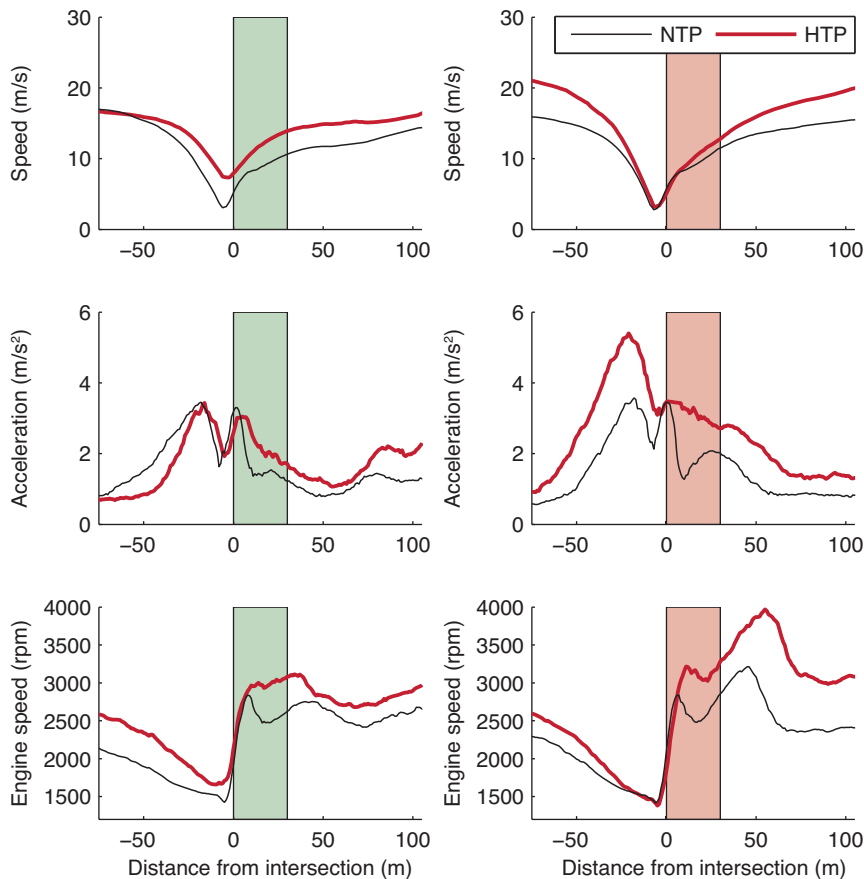 NTP HTP
Speed (m/s)
30
20
10
0
−50 0 50 100
Speed (m/s)
30
20
10
0
−50 0 50 100
Acceleration (m/s²)
6
4
2
0
−50 0 50 100
Acceleration (m/s²)
6
4
2
0
−50 0 50 100
Engine speed (rpm)
4000
3500
3000
2500
2000
1500
−50 0 50 100
Distance from intersection (m)
Engine speed (rpm)
4000
3500
3000
2500
2000
1500
−50 0 50 100
Distance from intersection (m)